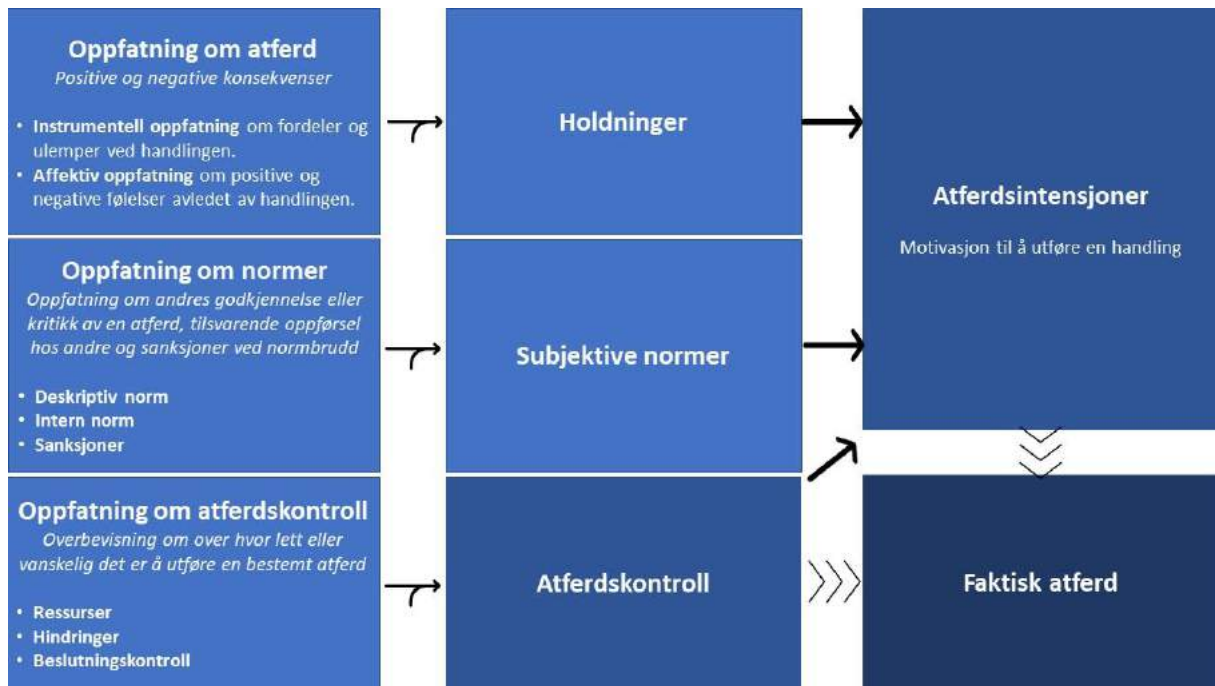 Oppfatning om atferd
Positive og negative konsekvenser
• Instrumentell oppfatning om fordeler og
ulemper ved handlingen.
• Affektiv oppfatning om positive og
negative følelser avledet av handlingen.
Holdninger
Atferdsintensjoner
Motivasjon til å utføre en handling
Oppfatning om normer
Oppfatning om andres godkjennelse eller
kritikk av en atferd, tilsvarende oppførsel
hos andre og sanksjoner ved normbrudd
• Deskriptiv norm
• Intern norm
• Sanksjoner
Subjektive normer
Oppfatning om atferdskontroll
Overbevisning om over hvor lett eller
vanskelig det er å utføre en bestemt atferd
• Ressurser
• Hindringer
• Beslutningskontroll
Atferdskontroll
Faktisk atferd